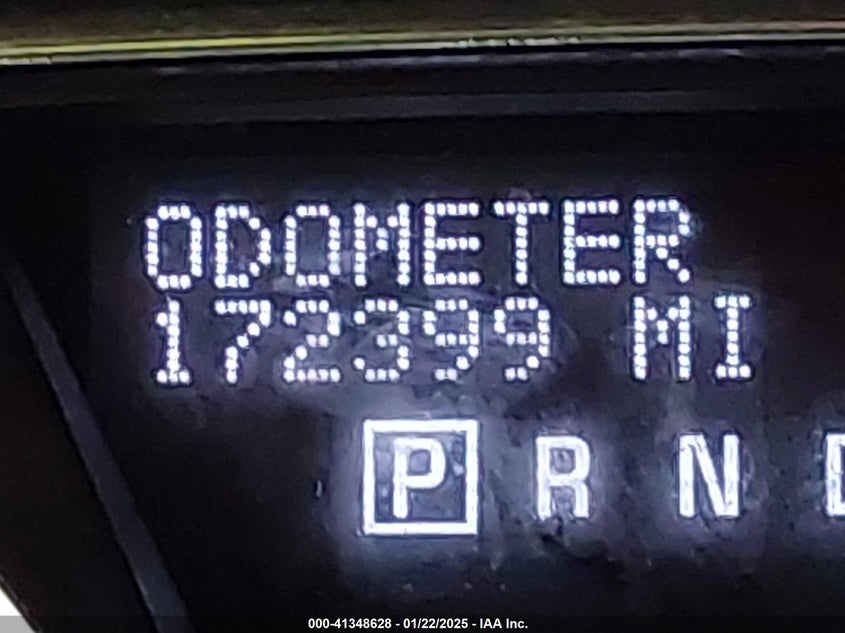 ODOMETER
172399 MI
P R N
000-41348628 - 01/22/2025 - IAA Inc.